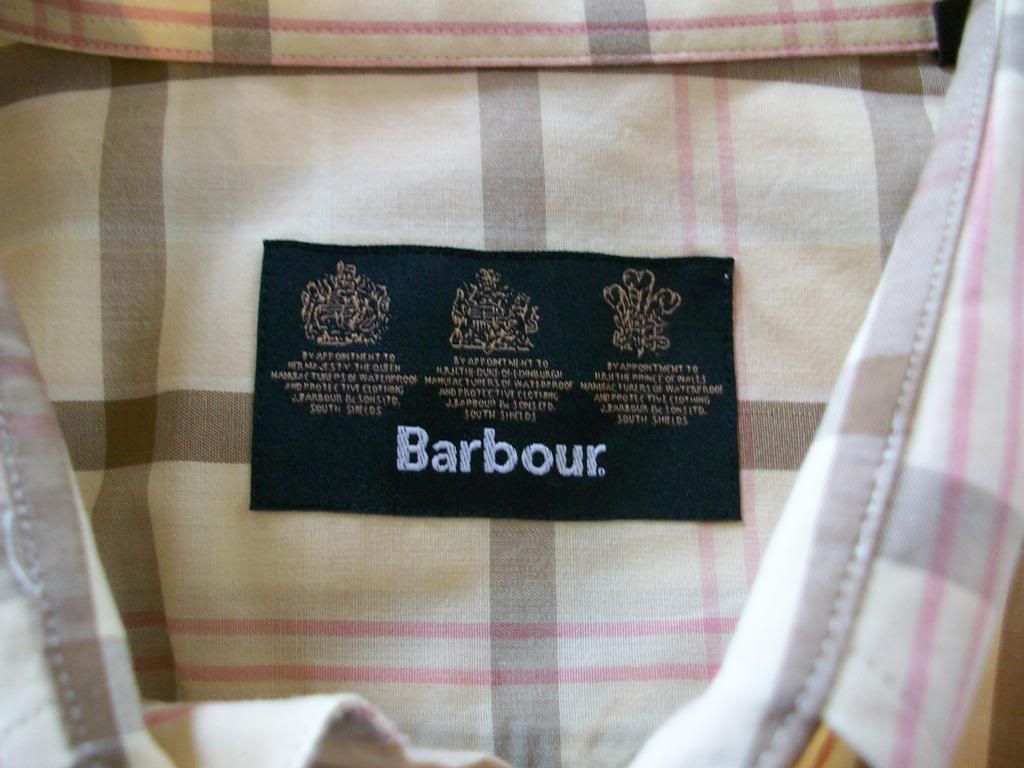 BY APPOINTMENT TO
HER MAJESTY THE QUEEN
MANUFACTURERS OF WATERPROOF
AND PROTECTIVE CLOTHING
J.BARBOUR & SONS LTD.
SOUTH SHIELDS
BY APPOINTMENT TO
H.R.H. THE DUKE OF EDINBURGH
MANUFACTURERS OF WATERPROOF
AND PROTECTIVE CLOTHING
J.BARBOUR & SONS LTD.
SOUTH SHIELDS
BY APPOINTMENT TO
H.R.H. THE PRINCE OF WALES
MANUFACTURERS OF WATERPROOF
AND PROTECTIVE CLOTHING
J.BARBOUR & SONS LTD.
SOUTH SHIELDS
Barbour